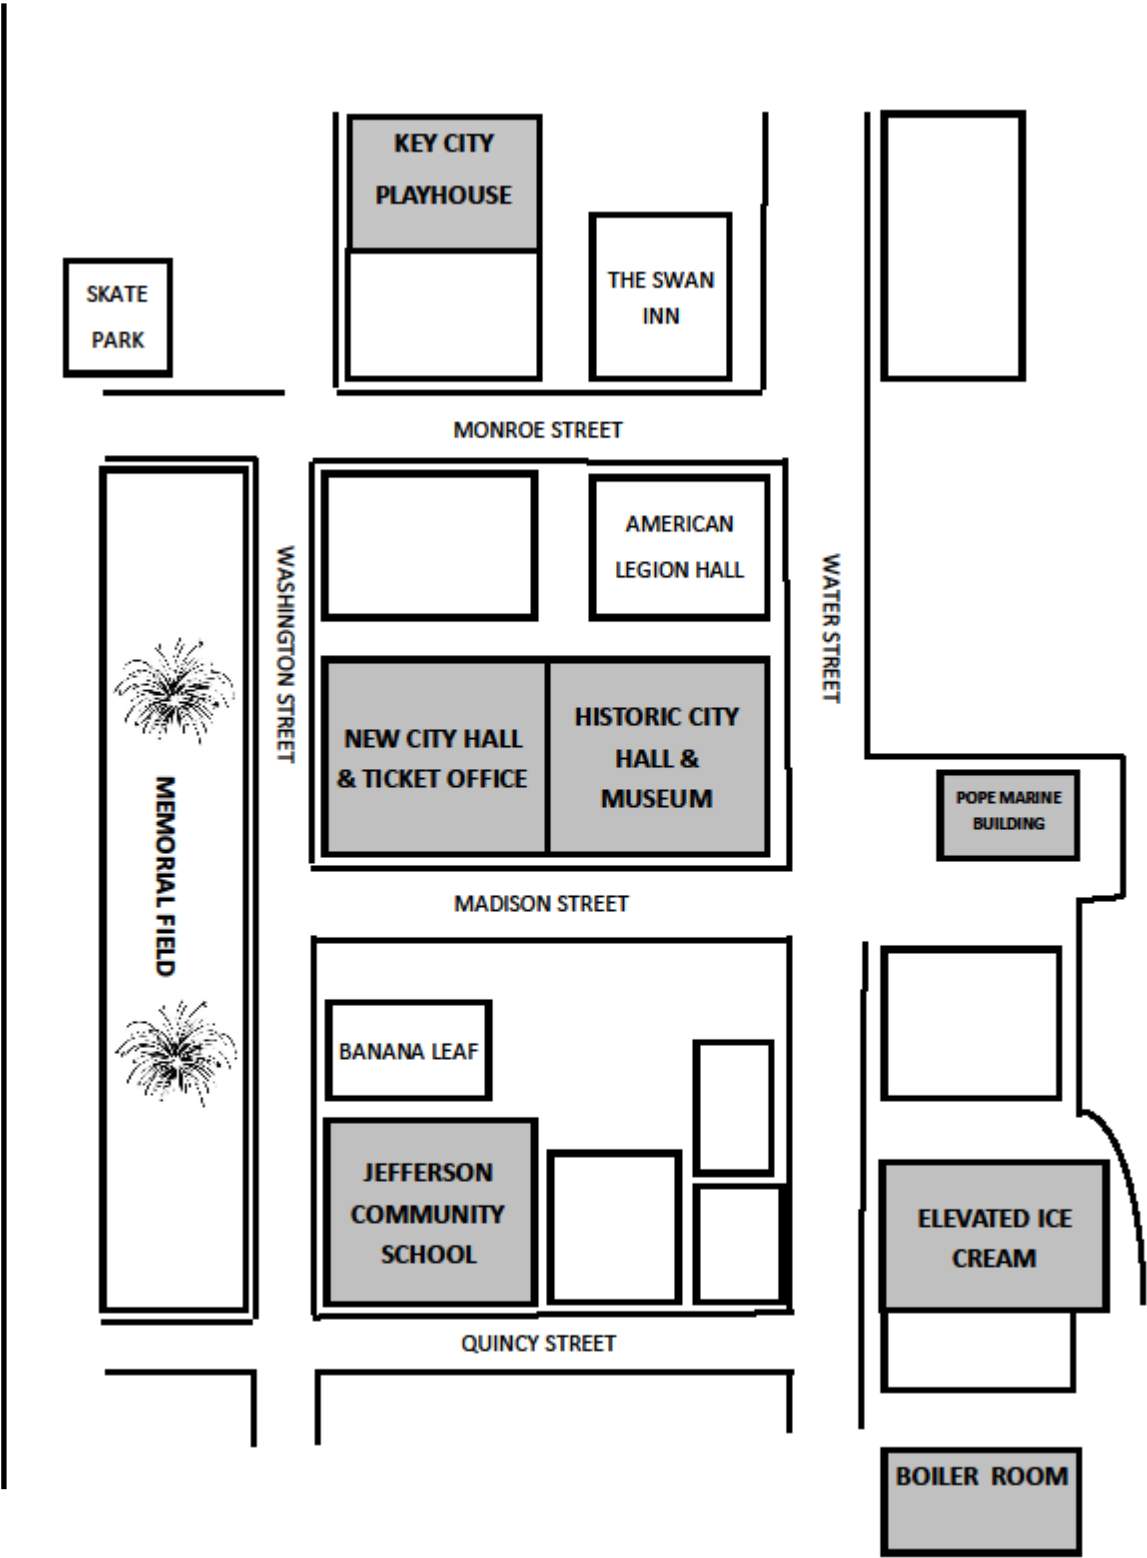 KEY CITY
PLAYHOUSE
SKATE
PARK
THE SWAN
INN
MONROE STREET
AMERICAN
LEGION HALL
WASHINGTON STREET
WATER STREET
NEW CITY HALL
& TICKET OFFICE
HISTORIC CITY
HALL &
MUSEUM
MEMORIAL FIELD
POPE MARINE
BUILDING
MADISON STREET
BANANA LEAF
JEFFERSON
COMMUNITY
SCHOOL
ELEVATED ICE
CREAM
QUINCY STREET
BOILER ROOM